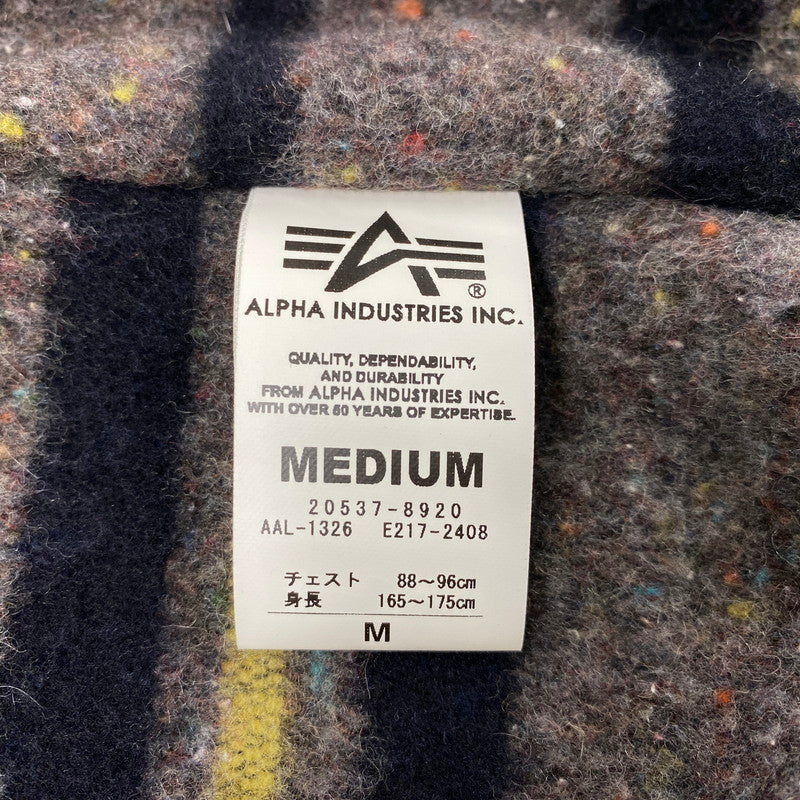 ®
ALPHA INDUSTRIES INC.
QUALITY, DEPENDABILITY,
AND DURABILITY
FROM ALPHA INDUSTRIES INC.
WITH OVER 50 YEARS OF EXPERTISE.
MEDIUM
20537-8920
AAL-1326 E217-2408
チェスト 88~96cm
身長 165~175cm
M